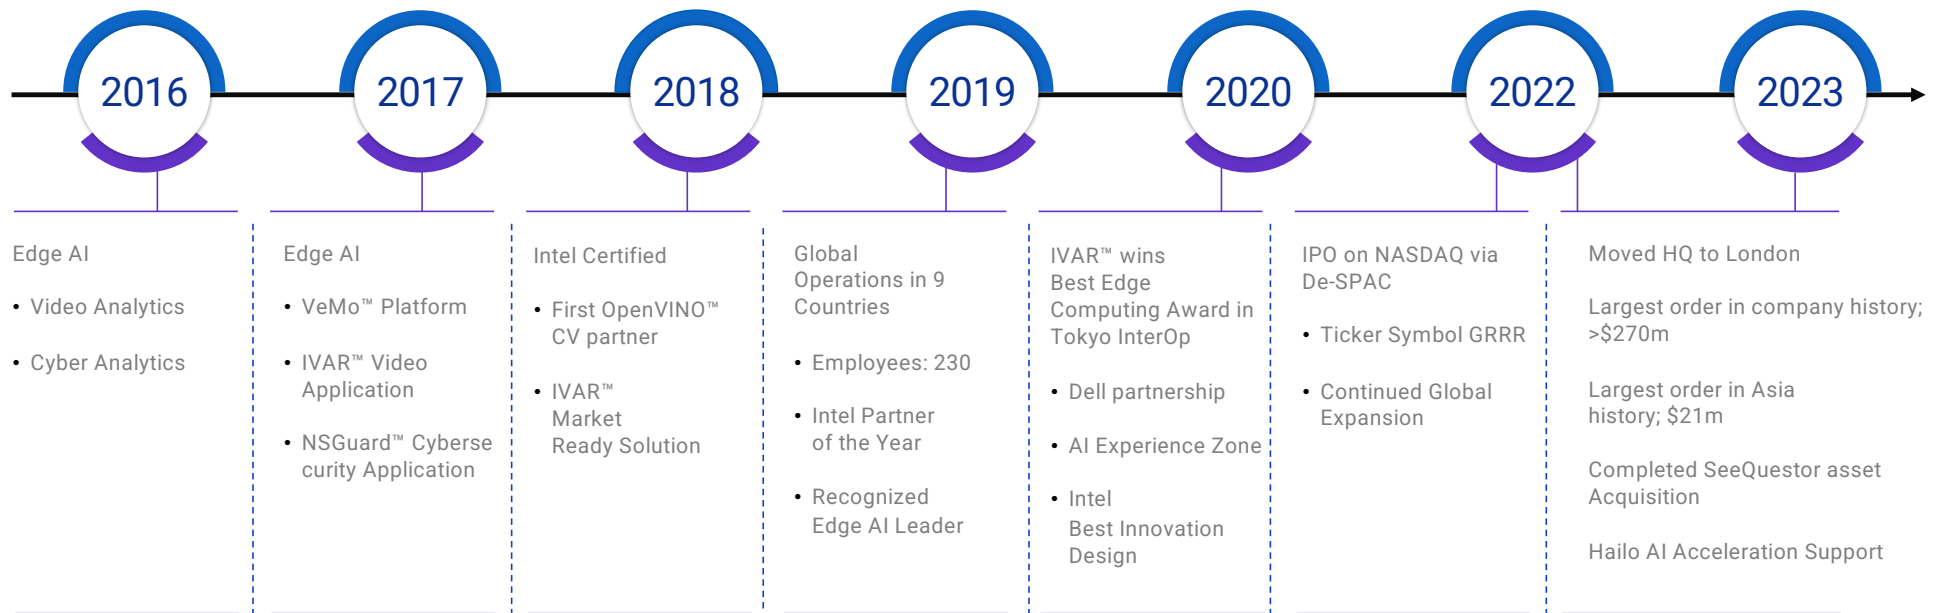 2016
2017
2018
2019
2020
2022
2023
Edge AI
• Video Analytics
• Cyber Analytics
Edge AI
• VeMo™ Platform
• IVAR™ Video
Application
• NSGuard™ Cyberse
curity Application
Intel Certified
• First OpenVINO™
CV partner
• IVAR™
Market
Ready Solution
Global
Operations in 9
Countries
• Employees: 230
• Intel Partner
of the Year
• Recognized
Edge AI Leader
IVAR™ wins
Best Edge
Computing Award in
Tokyo InterOp
• Dell partnership
• AI Experience Zone
• Intel
Best Innovation
Design
IPO on NASDAQ via
De-SPAC
• Ticker Symbol GRRR
• Continued Global
Expansion
Moved HQ to London
Largest order in company history;
>$270m
Largest order in Asia
history; $21m
Completed SeeQuestor asset
Acquisition
Hailo AI Acceleration Support